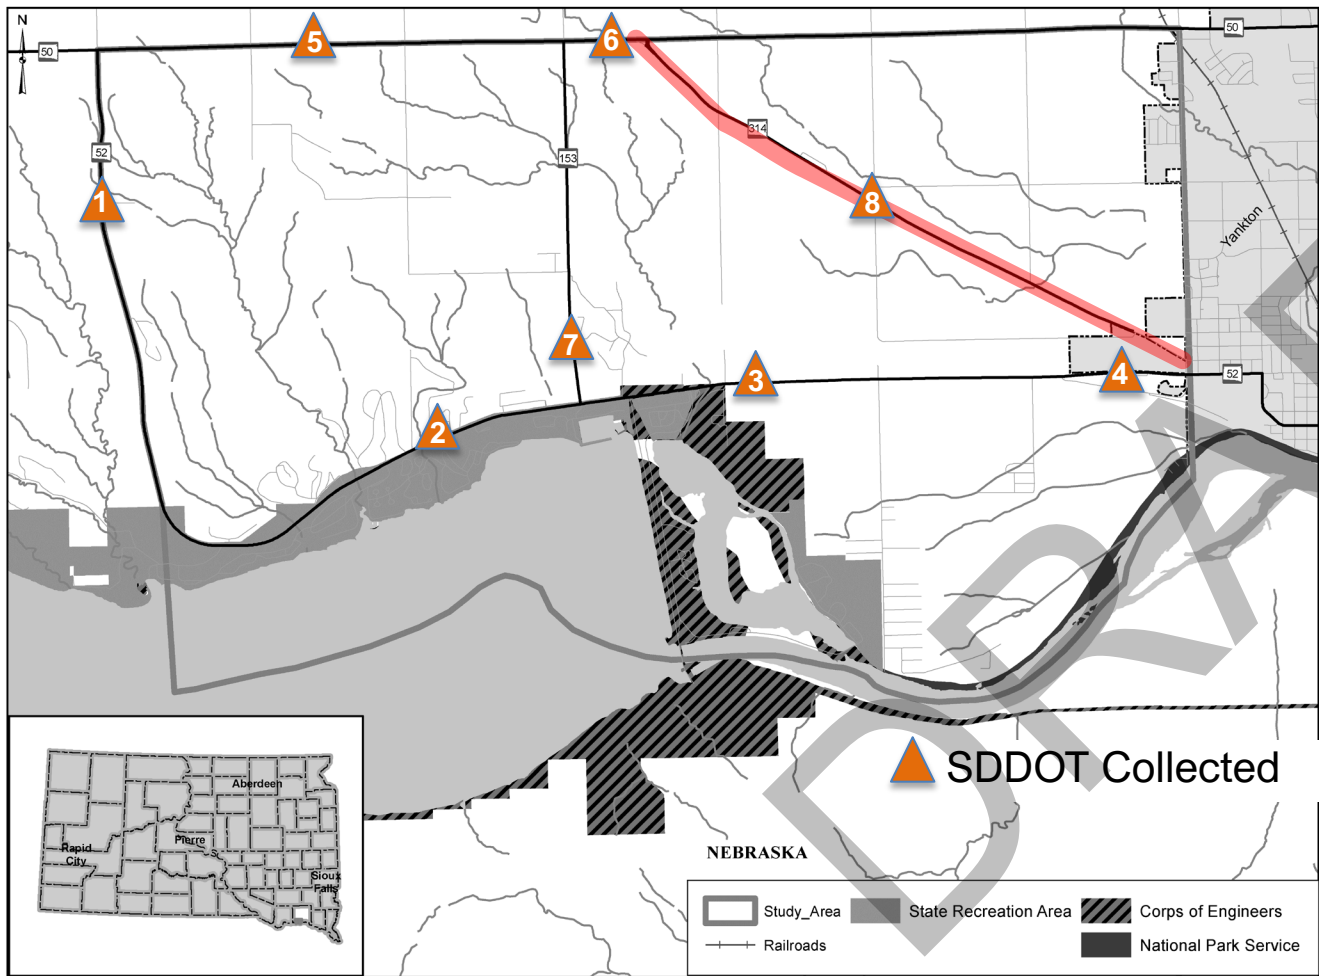 N
50
5
6
50
314
52
153
1
8
Yankton
7
3
4
52
2
SDDOT Collected
Aberdeen
Pierre
Rapid
City
Sioux
Falls
NEBRASKA
Study_Area
State Recreation Area
Corps of Engineers
Railroads
National Park Service